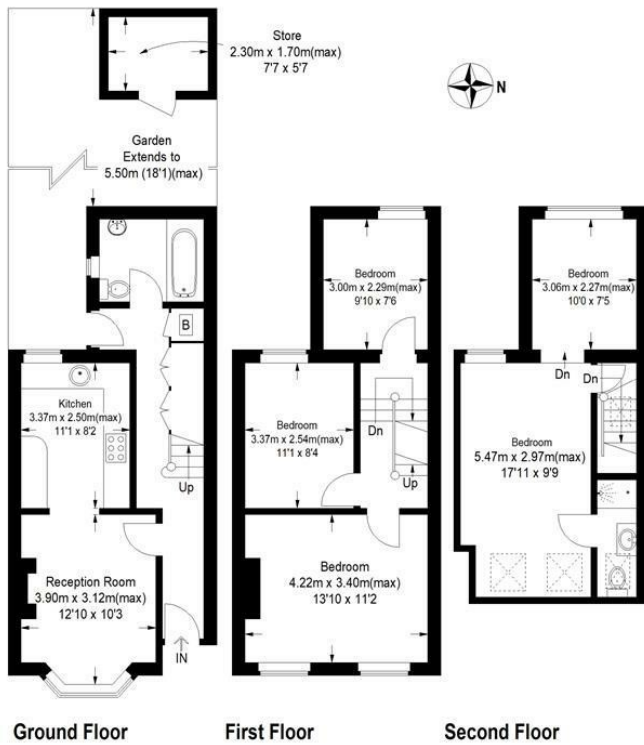 Store
2.30m x 1.70m(max)
7'7 x 5'7
N
Garden
Extends to
5.50m (18'1)(max)
B
Kitchen
3.37m x 2.50m(max)
11'1 x 8'2
Up
Reception Room
3.90m x 3.12m(max)
12'10 x 10'3
IN
Ground Floor
Bedroom
3.00m x 2.29m(max)
9'10 x 7'6
Bedroom
3.37m x 2.54m(max)
11'1 x 8'4
Dn
Up
Bedroom
4.22m x 3.40m(max)
13'10 x 11'2
First Floor
Bedroom
3.06m x 2.27m(max)
10'0 x 7'5
Dn
Dn
Bedroom
5.47m x 2.97m(max)
17'11 x 9'9
Second Floor